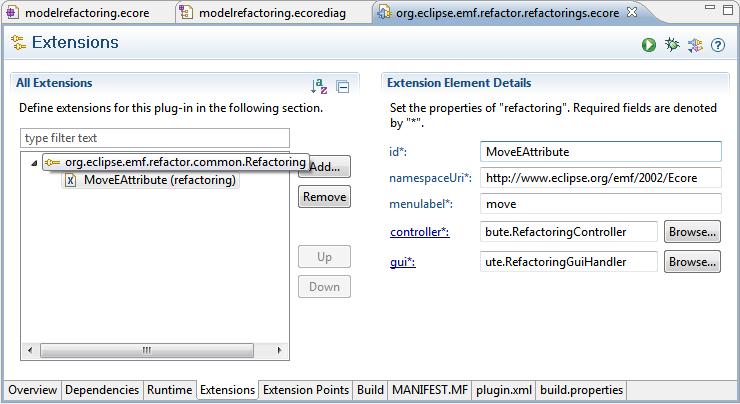 modelrefactoring.ecore
modelrefactoring.ecorediag
org.eclipse.emf.refactor.refactorings.ecore
Extensions
All Extensions
Define extensions for this plug-in in the following section.
type filter text
org.eclipse.emf.refactor.common.Refactoring
MoveEAttribute (refactoring)
Add...
Remove
Up
Down
Extension Element Details
Set the properties of "refactoring". Required fields are denoted
by "*".
id*: MoveEAttribute
namespaceUri*: http://www.eclipse.org/emf/2002/Ecore
menulabel*: move
controller*: bute.RefactoringController Browse...
gui*: ute.RefactoringGuiHandler Browse...
Overview Dependencies Runtime Extensions Extension Points Build MANIFEST.MF plugin.xml build.properties